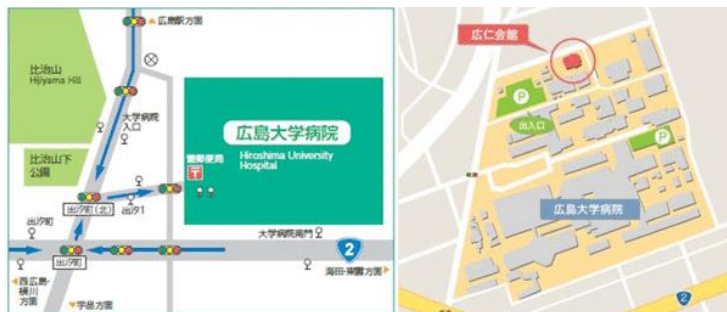 広島駅方面
比治山
Hijiyama Hill
大学病院
入口
比治山下
公園
広島大学病院
Hiroshima University
Hospital
霞郵便局
出汐町(北)
出汐1
出汐町
出汐町
大学病院南門
2
海田・東雲方面
西広島・
横川
方面
宇品方面
広仁会館
P
出入口
P
広島大学病院
2